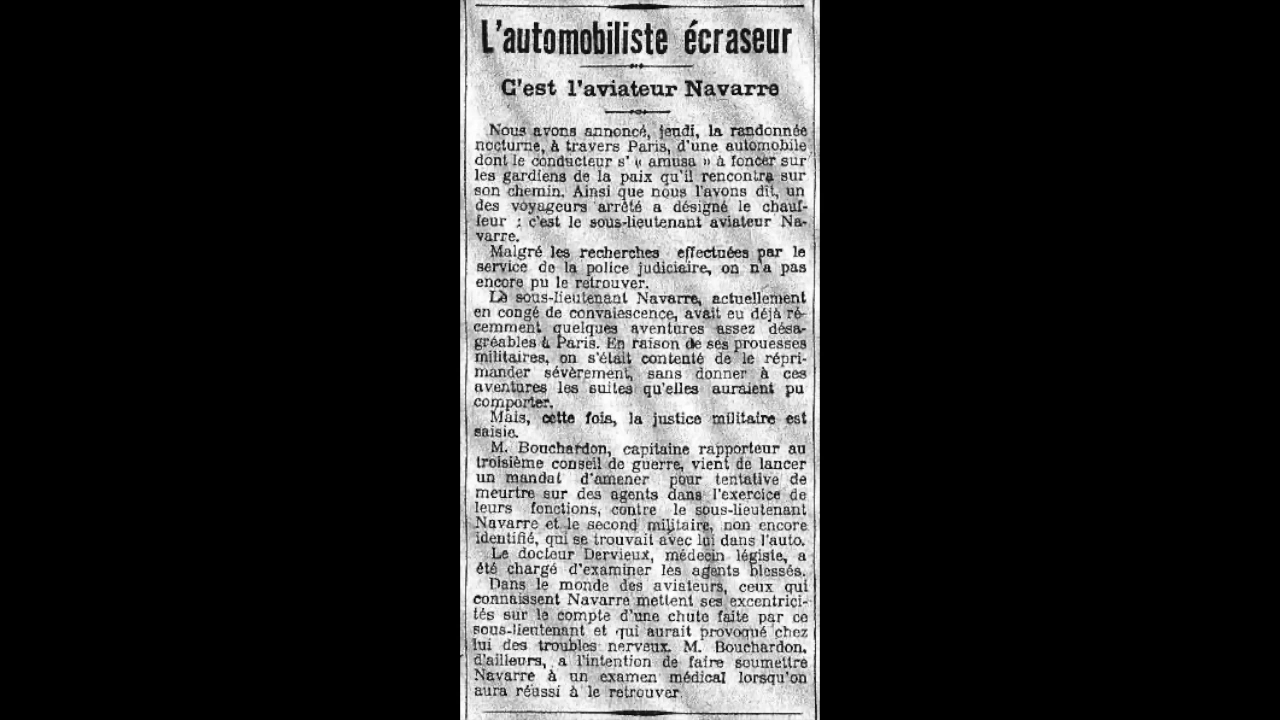 L'automobiliste écraseur
C'est l'aviateur Navarre
Nous avons annoncé, jeudi, la randonnée
nocturne, à travers Paris, d'une automobile
dont le conducteur s' « amusa » à foncer sur
les gardiens de la paix qu'il rencontra sur
son chemin. Ainsi que nous l'avons dit, un
des voyageurs arrêté a désigné le chauf-
feur ; c'est le sous-lieutenant aviateur Na-
varre.
Malgré les recherches effectuées par le
service de la police judiciaire, on n'a pas
encore pu le retrouver.
Le sous-lieutenant Navarre, actuellement
en congé de convalescence, avait eu déjà ré-
cemment quelques aventures assez désa-
gréables à Paris. En raison de ses prouesses
militaires, on s'était contenté de le répri-
mander sévèrement, sans donner à ces
aventures les suites qu'elles auraient pu
comporter.
Mais, cette fois, la justice militaire est
saisie.
M. Bouchardon, capitaine rapporteur au
troisième conseil de guerre, vient de lancer
un mandat d'amener pour tentative de
meurtre sur des agents dans l'exercice de
leurs fonctions, contre le sous-lieutenant
Navarre et le second militaire, non encore
identifié, qui se trouvait avec lui dans l'auto.
Le docteur Dervieux, médecin légiste, a
été chargé d'examiner les agents blessés.
Dans le monde des aviateurs, ceux qui
connaissent Navarre mettent ses excentrici-
tés sur le compte d'une chute faite par ce
sous-lieutenant et qui aurait provoqué chez
lui des troubles nerveux. M. Bouchardon,
d'ailleurs, a l'intention de faire soumettre
Navarre à un examen médical lorsqu'on
aura réussi à le retrouver.